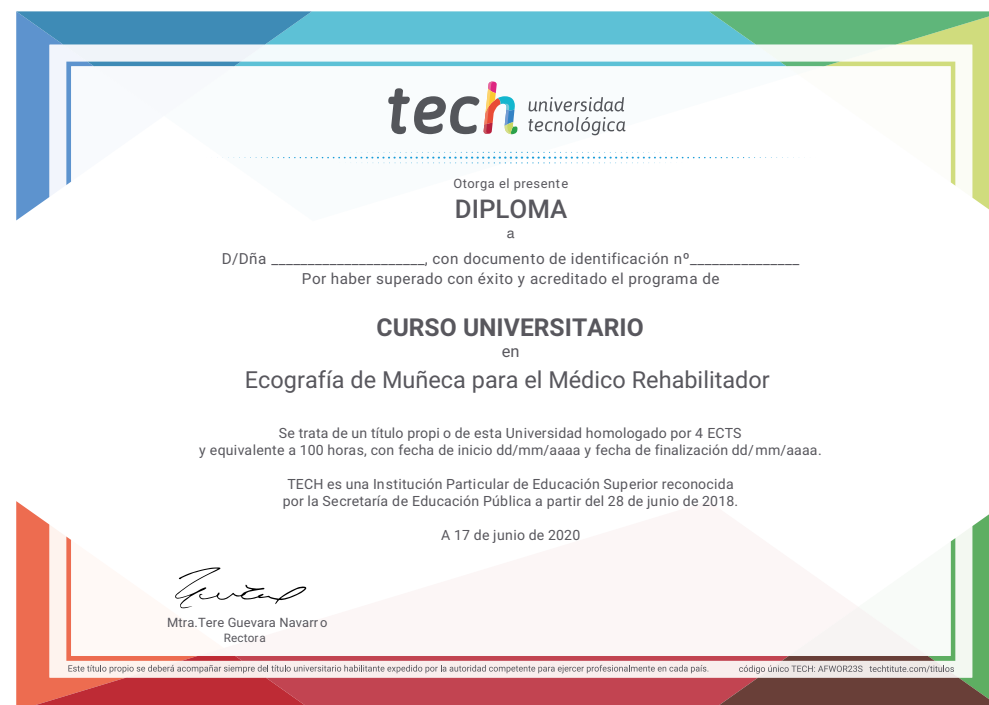 tech universidad
tecnológica
Otorga el presente
DIPLOMA
a
D/Dña ______________________, con documento de identificación nº_______________
Por haber superado con éxito y acreditado el programa de
CURSO UNIVERSITARIO
en
Ecografía de Muñeca para el Médico Rehabilitador
Se trata de un título propi o de esta Universidad homologado por 4 ECTS
y equivalente a 100 horas, con fecha de inicio dd/mm/aaaa y fecha de finalización dd/mm/aaaa.
TECH es una Institución Particular de Educación Superior reconocida
por la Secretaría de Educación Pública a partir del 28 de junio de 2018.
A 17 de junio de 2020
Mtra.Tere Guevara Navarro
Rectora
Este título propio se deberá acompañar siempre del título universitario habilitante expedido por la autoridad competente para ejercer profesionalmente en cada país. código único TECH: AFWOR23S techtitute.com/titulos